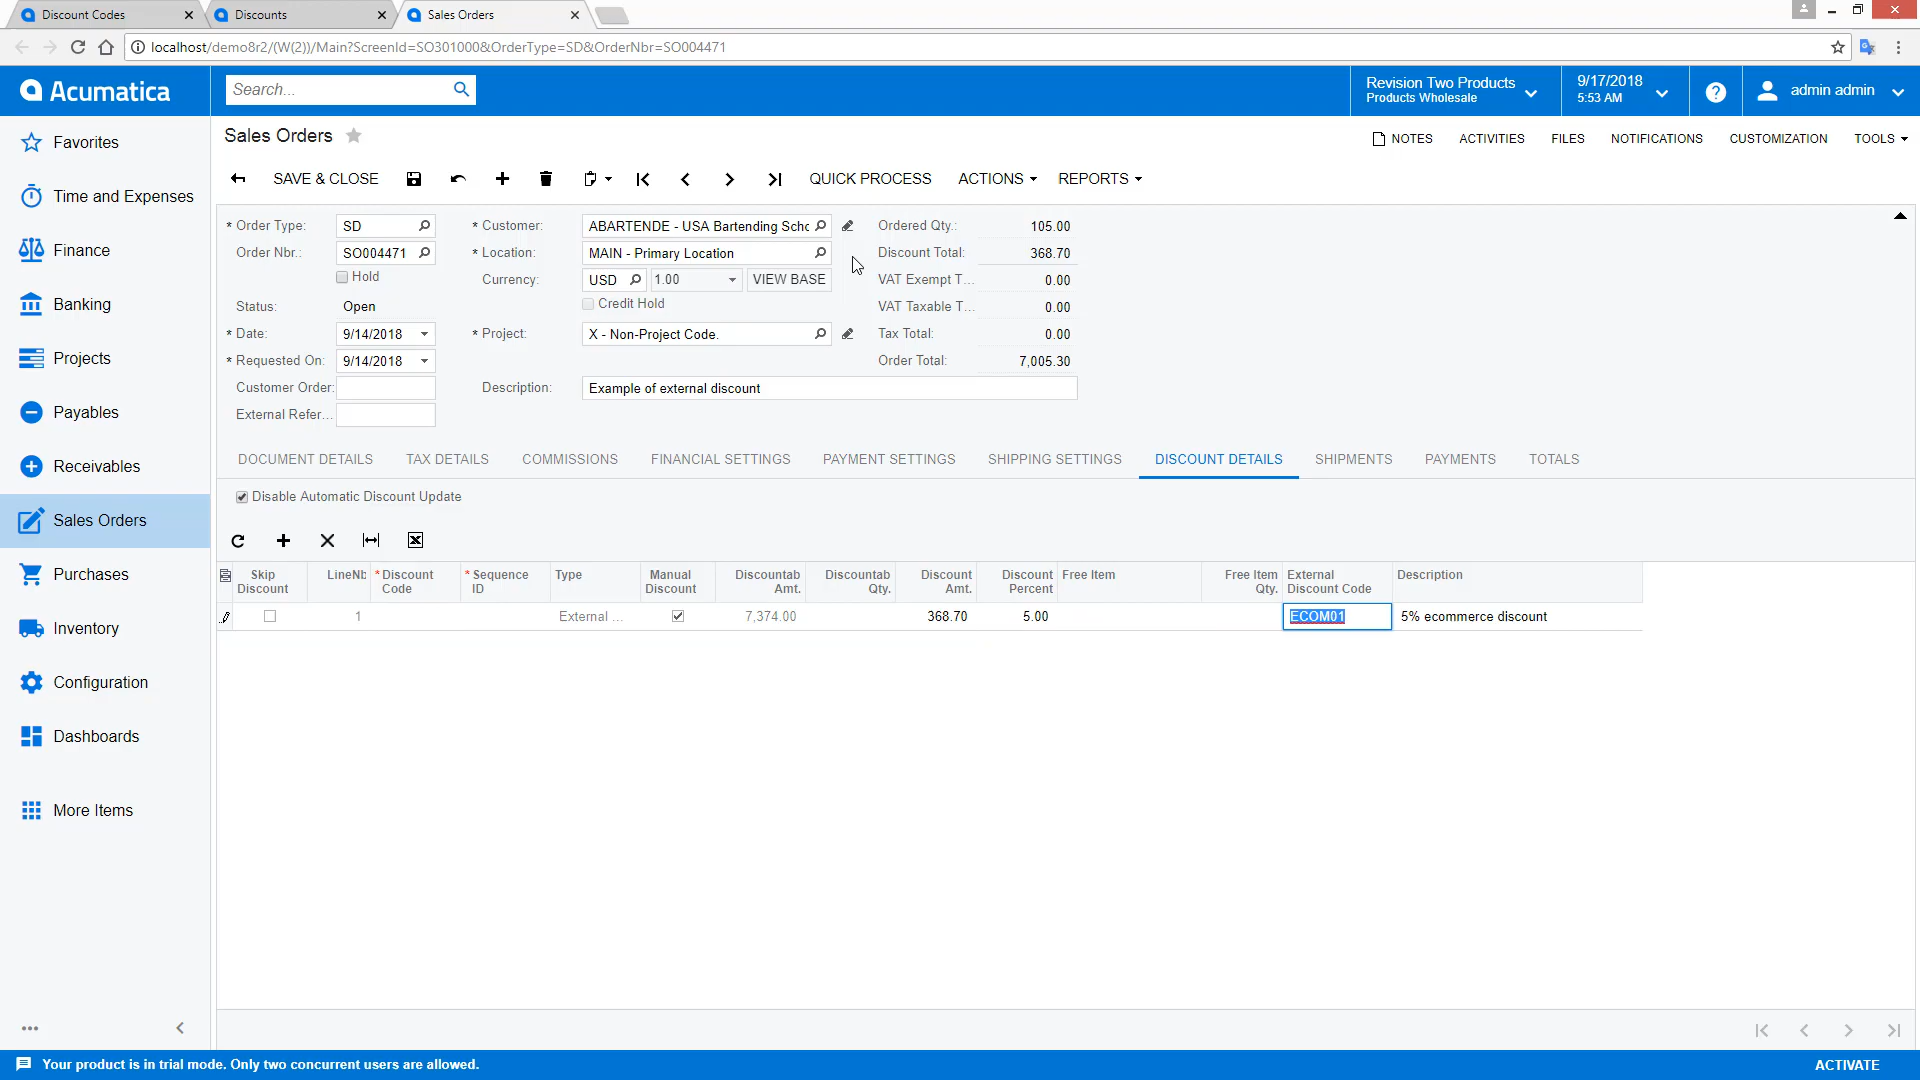 Discount Codes
Discounts
Sales Orders
localhost/demo8r2/(W(2))/Main?ScreenId=SO301000&OrderType=SD&OrderNbr=SO004471
Acumatica
Search...
Revision Two Products
Products Wholesale
9/17/2018
5:53 AM
admin admin
Favorites
Time and Expenses
Finance
Banking
Projects
Payables
Receivables
Sales Orders
Purchases
Inventory
Configuration
Dashboards
More Items
Sales Orders
NOTES ACTIVITIES FILES NOTIFICATIONS CUSTOMIZATION TOOLS
SAVE & CLOSE QUICK PROCESS ACTIONS REPORTS
* Order Type: SD
Order Nbr.: SO004471
Hold
Status: Open
* Date: 9/14/2018
* Requested On: 9/14/2018
Customer Order:
External Refer...
* Customer: ABARTENDE - USA Bartending Scho
* Location: MAIN - Primary Location
Currency: USD 1.00 VIEW BASE
Credit Hold
* Project: X - Non-Project Code.
Description: Example of external discount
Ordered Qty.: 105.00
Discount Total: 368.70
VAT Exempt T... 0.00
VAT Taxable T... 0.00
Tax Total: 0.00
Order Total: 7,005.30
DOCUMENT DETAILS TAX DETAILS COMMISSIONS FINANCIAL SETTINGS PAYMENT SETTINGS SHIPPING SETTINGS DISCOUNT DETAILS SHIPMENTS PAYMENTS TOTALS
Disable Automatic Discount Update
Skip LineNb * Discount * Sequence Type Manual Discountab Discountab Discount Discount Free Item Free Item External Description
Discount Code ID Discount Amt. Qty. Amt. Percent Qty. Discount Code
1 External ... 7,374.00 368.70 5.00 ECOM01 5% ecommerce discount
Your product is in trial mode. Only two concurrent users are allowed.
ACTIVATE